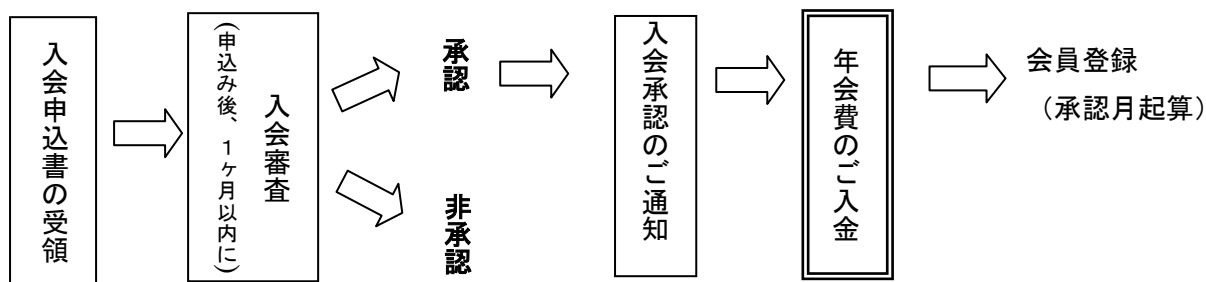 入会申込書の受領
入会審査
(申込み後、1ヶ月以内に)
承認
非承認
入会承認のご通知
年会費のご入金
会員登録
(承認月起算)